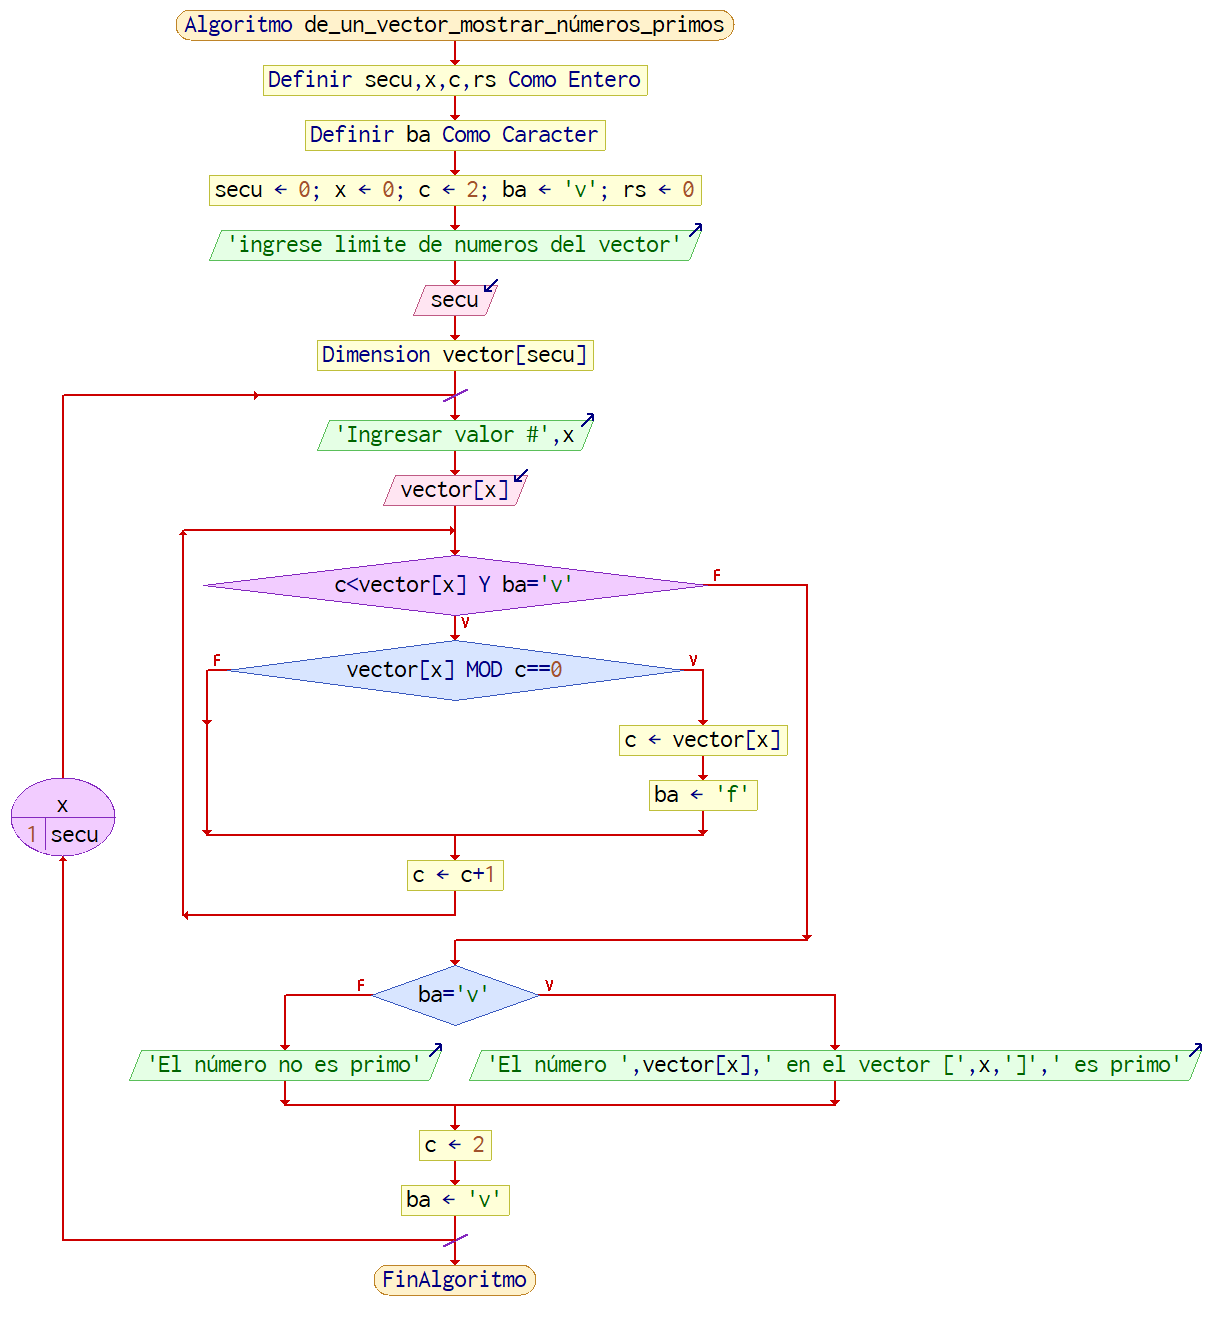 Algoritmo de_un_vector_mostrar_números_primos
Definir secu,x,c,rs Como Entero
Definir ba Como Caracter
secu ← 0; x ← 0; c ← 2; ba ← 'v'; rs ← 0
'ingrese limite de numeros del vector'
secu
Dimension vector[secu]
'Ingresar valor #',x
vector[x]
c<vector[x] Y ba='v'
F
V
vector[x] MOD c==0
F
V
c ← vector[x]
ba ← 'f'
x
1 secu
c ← c+1
ba='v'
F
V
'El número no es primo'
'El número ',vector[x],' en el vector [',x,']',' es primo'
c ← 2
ba ← 'v'
FinAlgoritmo